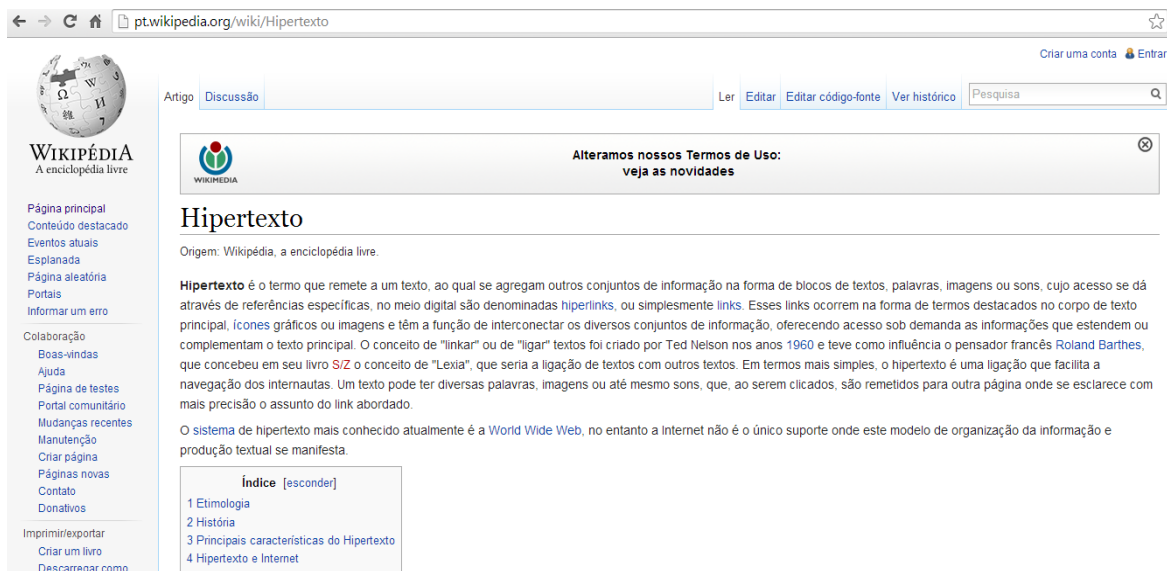 pt.wikipedia.org/wiki/Hipertexto
Criar uma conta Entrar
Artigo Discussão Ler Editar Editar código-fonte Ver histórico Pesquisa
WIKIPÉDIA
A enciclopédia livre
WIKIMEDIA
Alteramos nossos Termos de Uso:
veja as novidades
Página principal
Conteúdo destacado
Eventos atuais
Esplanada
Página aleatória
Portais
Informar um erro
Colaboração
Boas-vindas
Ajuda
Página de testes
Portal comunitário
Mudanças recentes
Manutenção
Criar página
Páginas novas
Contato
Donativos
Imprimir/exportar
Criar um livro
Descarregar como
Hipertexto
Origem: Wikipédia, a enciclopédia livre.
Hipertexto é o termo que remete a um texto, ao qual se agregam outros conjuntos de informação na forma de blocos de textos, palavras, imagens ou sons, cujo acesso se dá
através de referências específicas, no meio digital são denominadas hiperlinks, ou simplesmente links. Esses links ocorrem na forma de termos destacados no corpo de texto
principal, ícones gráficos ou imagens e têm a função de interconectar os diversos conjuntos de informação, oferecendo acesso sob demanda as informações que estendem ou
complementam o texto principal. O conceito de "linkar" ou de "ligar" textos foi criado por Ted Nelson nos anos 1960 e teve como influência o pensador francês Roland Barthes,
que concebeu em seu livro S/Z o conceito de "Lexia", que seria a ligação de textos com outros textos. Em termos mais simples, o hipertexto é uma ligação que facilita a
navegação dos internautas. Um texto pode ter diversas palavras, imagens ou até mesmo sons, que, ao serem clicados, são remetidos para outra página onde se esclarece com
mais precisão o assunto do link abordado.
O sistema de hipertexto mais conhecido atualmente é a World Wide Web, no entanto a Internet não é o único suporte onde este modelo de organização da informação e
produção textual se manifesta.
Índice [esconder]
1 Etimologia
2 História
3 Principais características do Hipertexto
4 Hipertexto e Internet